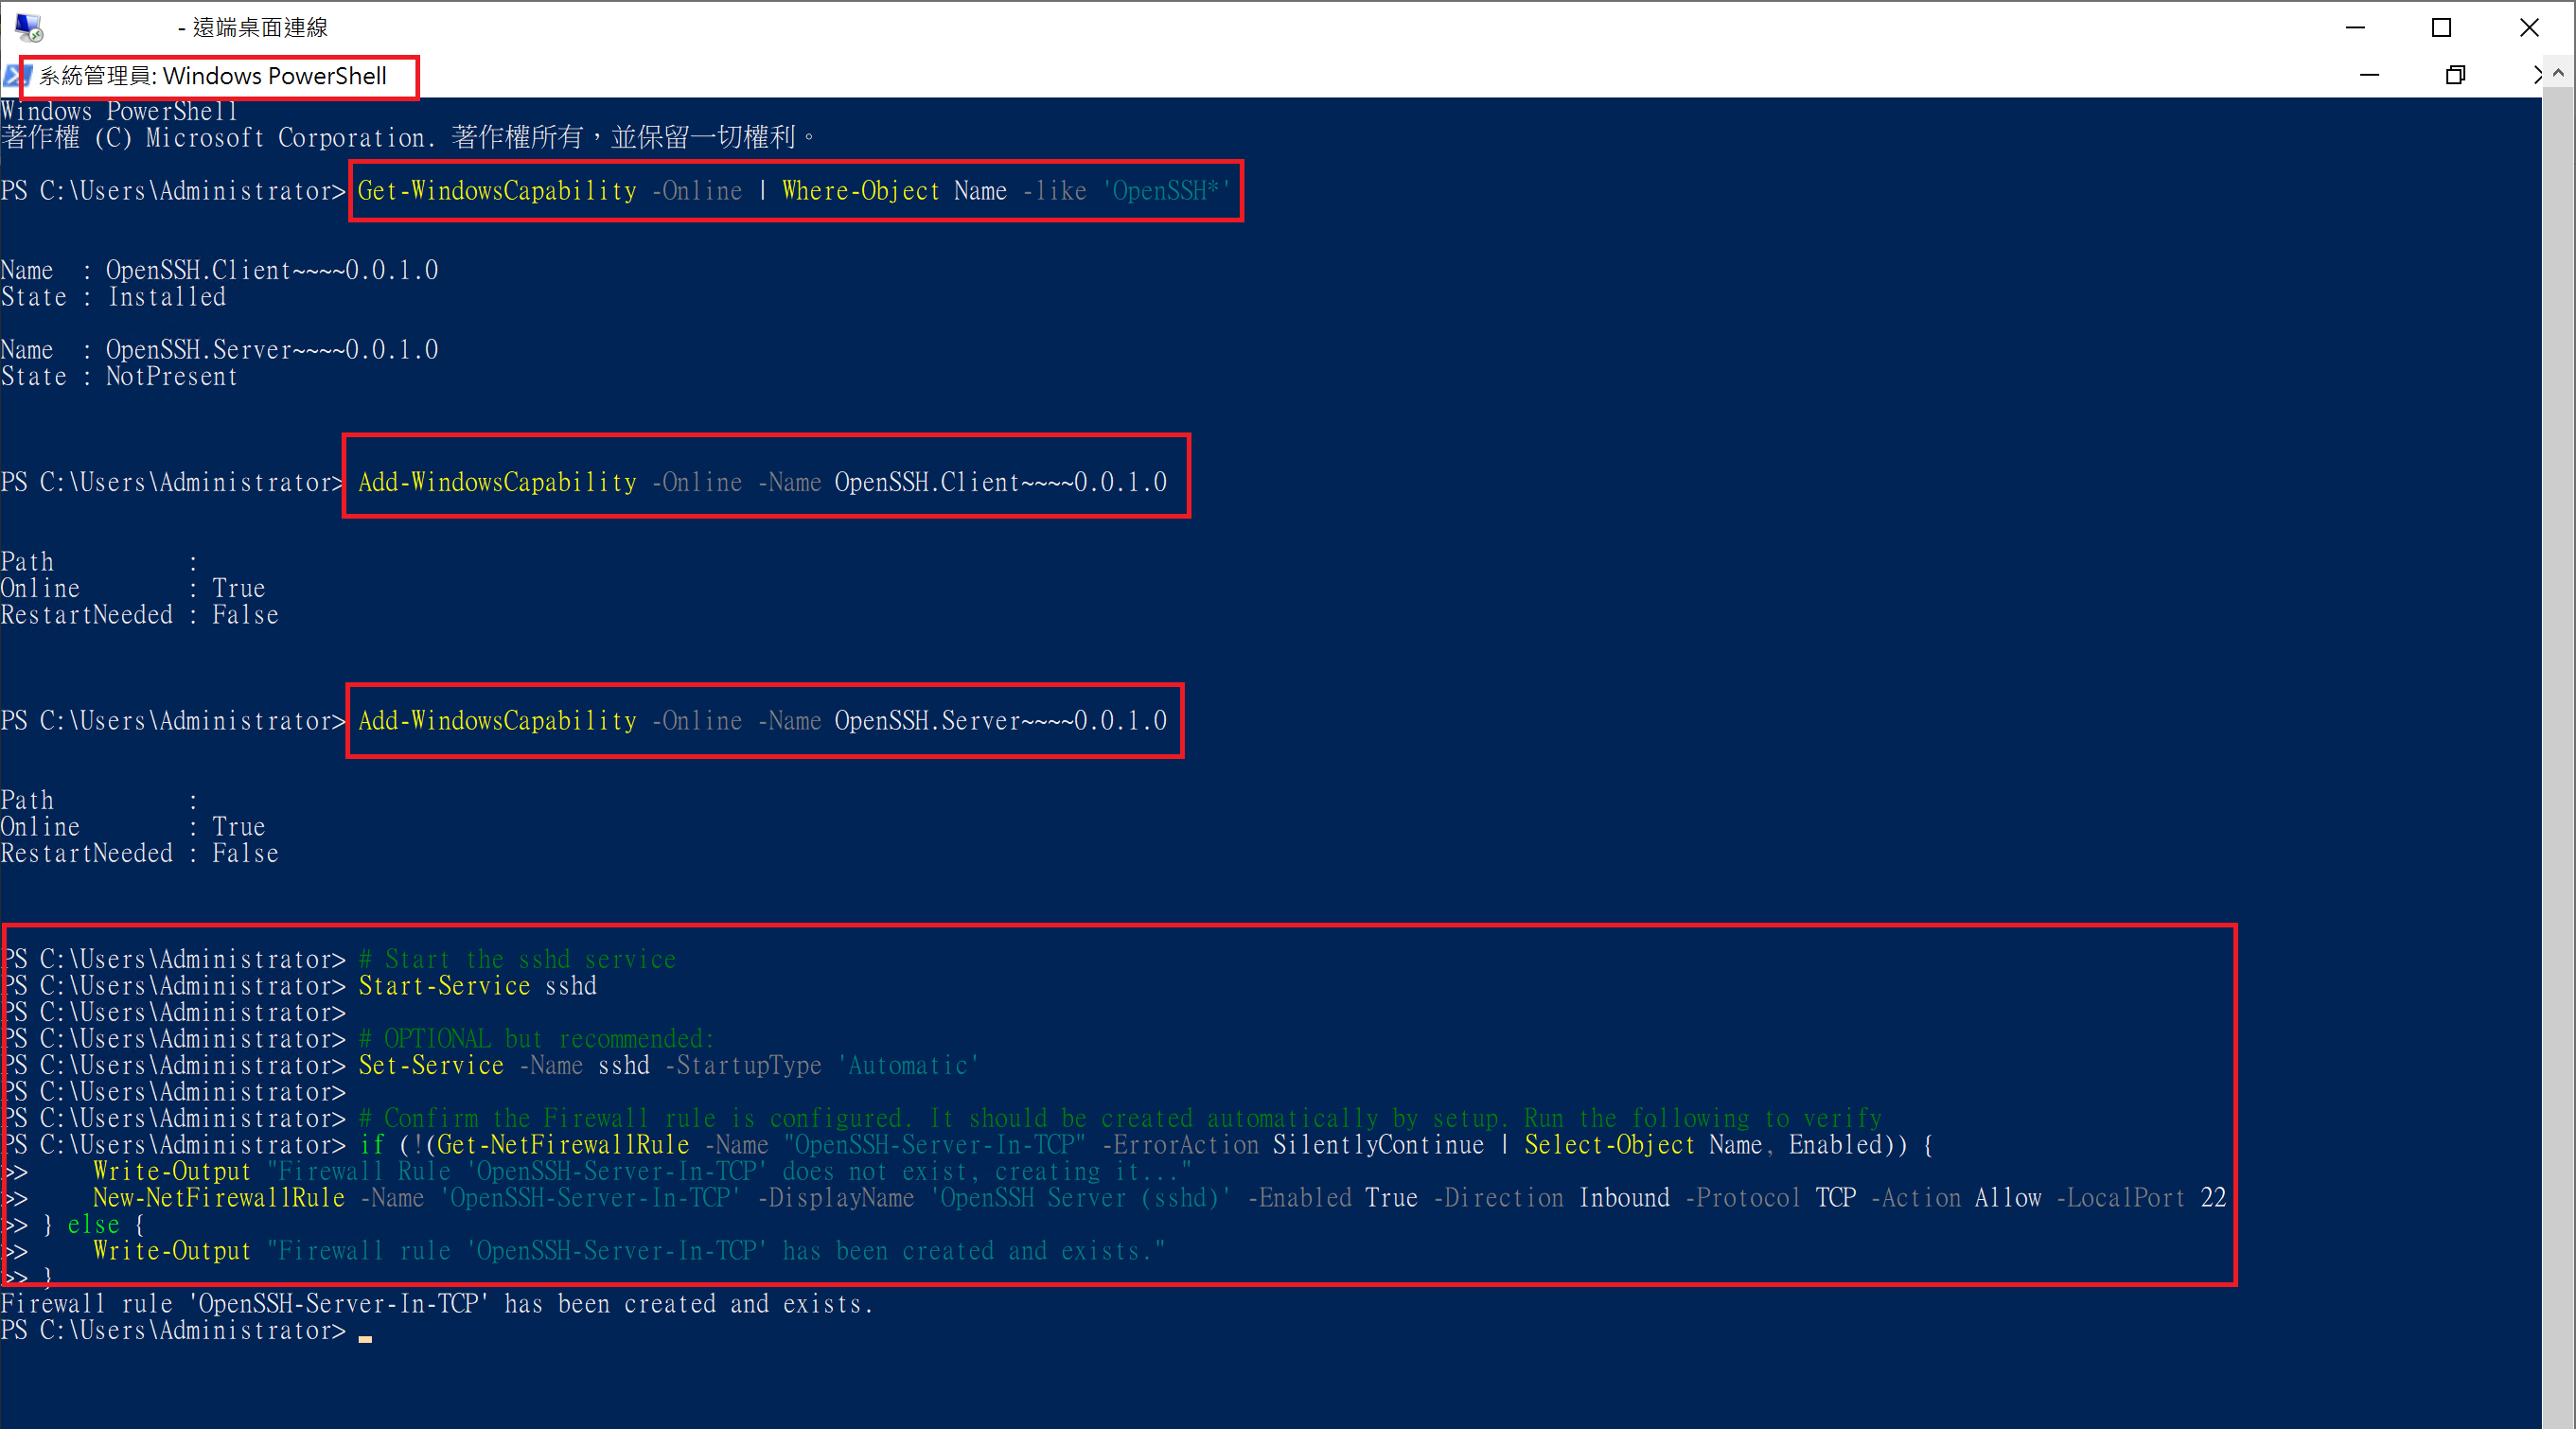 - 遠端桌面連線
系統管理員: Windows PowerShell
Windows PowerShell
著作權 (C) Microsoft Corporation. 著作權所有，並保留一切權利。
PS C:\Users\Administrator> Get-WindowsCapability -Online | Where-Object Name -like 'OpenSSH*'
Name  : OpenSSH.Client~~~~0.0.1.0
State : Installed
Name  : OpenSSH.Server~~~~0.0.1.0
State : NotPresent
PS C:\Users\Administrator> Add-WindowsCapability -Online -Name OpenSSH.Client~~~~0.0.1.0
Path          :
Online        : True
RestartNeeded : False
PS C:\Users\Administrator> Add-WindowsCapability -Online -Name OpenSSH.Server~~~~0.0.1.0
Path          :
Online        : True
RestartNeeded : False
PS C:\Users\Administrator> # Start the sshd service
PS C:\Users\Administrator> Start-Service sshd
PS C:\Users\Administrator>
PS C:\Users\Administrator> # OPTIONAL but recommended:
PS C:\Users\Administrator> Set-Service -Name sshd -StartupType 'Automatic'
PS C:\Users\Administrator>
PS C:\Users\Administrator> # Confirm the Firewall rule is configured. It should be created automatically by setup. Run the following to verify
PS C:\Users\Administrator> if (!(Get-NetFirewallRule -Name "OpenSSH-Server-In-TCP" -ErrorAction SilentlyContinue | Select-Object Name, Enabled)) {
>>     Write-Output "Firewall Rule 'OpenSSH-Server-In-TCP' does not exist, creating it..."
>>     New-NetFirewallRule -Name 'OpenSSH-Server-In-TCP' -DisplayName 'OpenSSH Server (sshd)' -Enabled True -Direction Inbound -Protocol TCP -Action Allow -LocalPort 22
>> } else {
>>     Write-Output "Firewall rule 'OpenSSH-Server-In-TCP' has been created and exists."
>> }
Firewall rule 'OpenSSH-Server-In-TCP' has been created and exists.
PS C:\Users\Administrator>